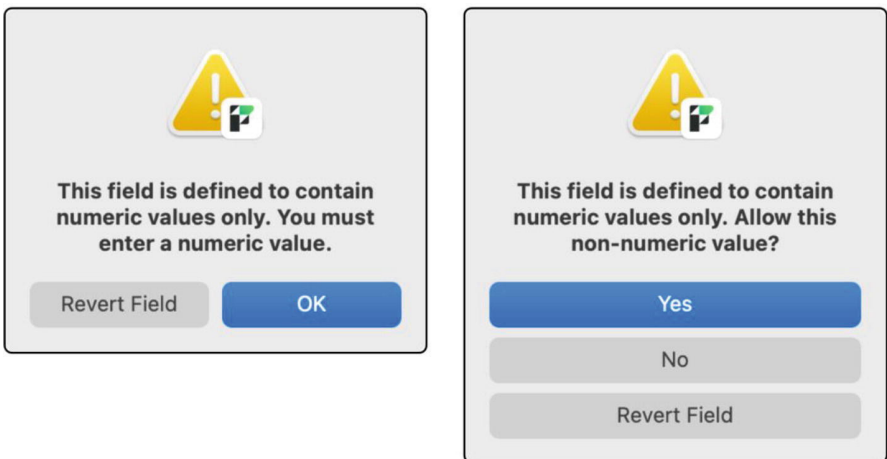 This field is defined to contain
numeric values only. You must
enter a numeric value.
Revert Field
OK
This field is defined to contain
numeric values only. Allow this
non-numeric value?
Yes
No
Revert Field